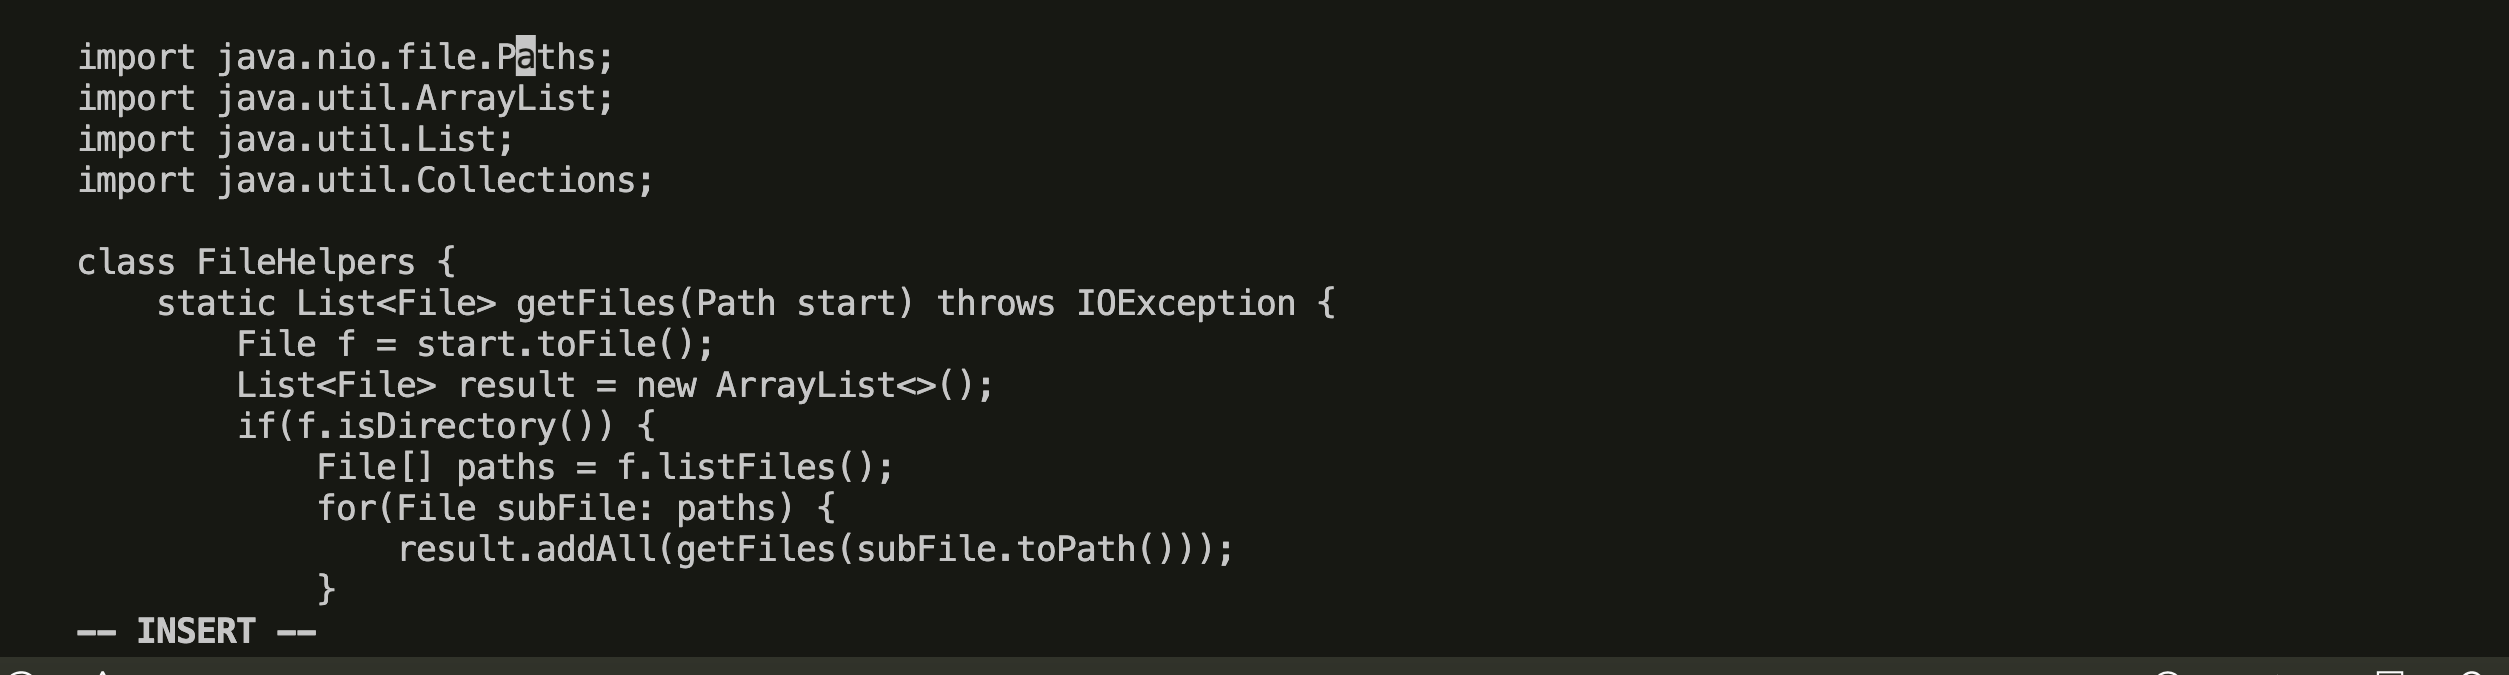 import java.nio.file.Paths;
import java.util.ArrayList;
import java.util.List;
import java.util.Collections;

class FileHelpers {
    static List<File> getFiles(Path start) throws IOException {
        File f = start.toFile();
        List<File> result = new ArrayList<>();
        if(f.isDirectory()) {
            File[] paths = f.listFiles();
            for(File subFile: paths) {
                result.addAll(getFiles(subFile.toPath()));
            }
-- INSERT --